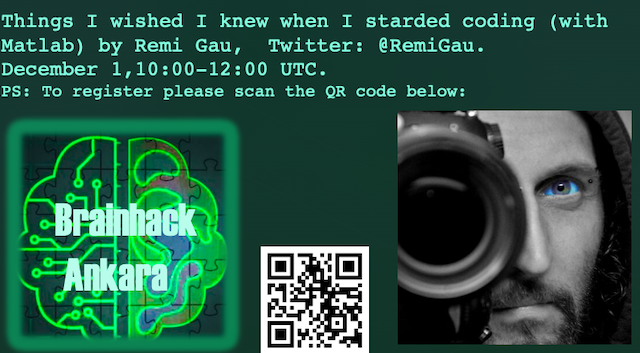 Things I wished I knew when I starded coding (with
Matlab) by Remi Gau, Twitter: @RemiGau.
December 1,10:00-12:00 UTC.
PS: To register please scan the QR code below:
Brainhack
Ankara